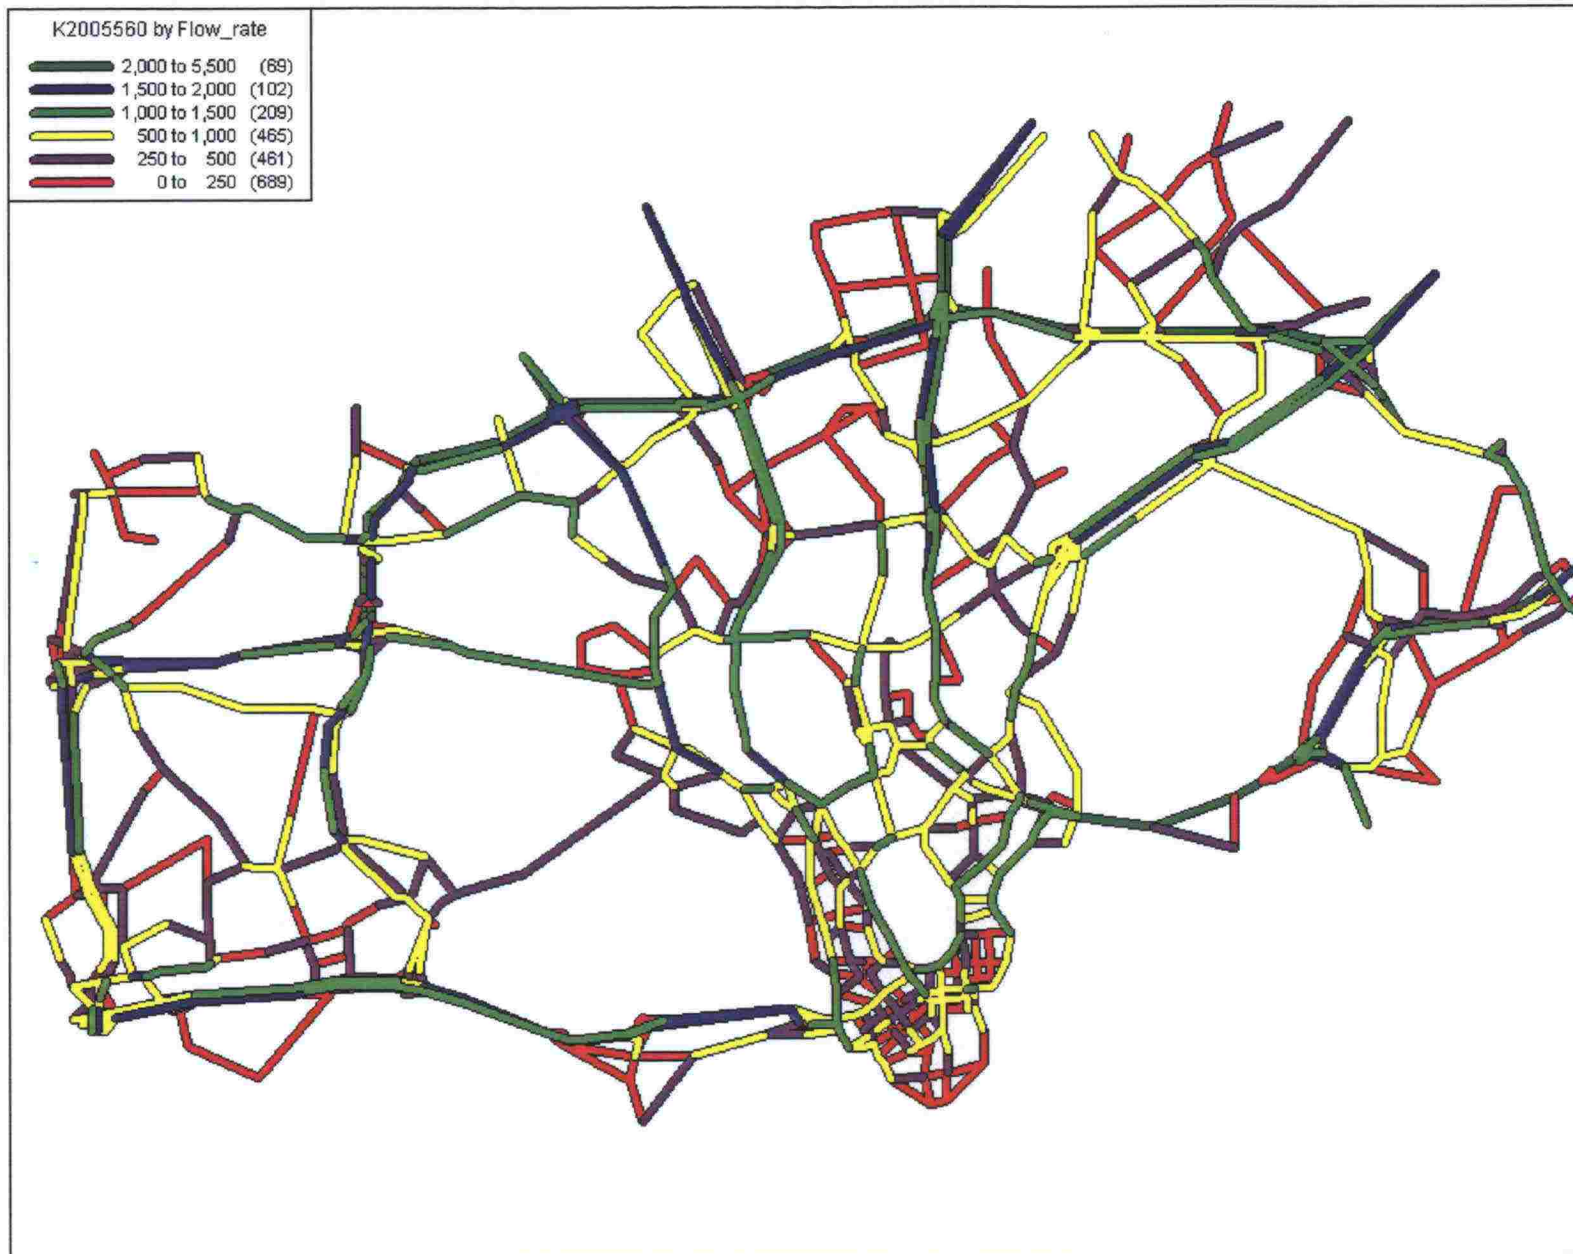 K2005560 by Flow_rate
2,000 to 5,500 (69)
1,500 to 2,000 (102)
1,000 to 1,500 (209)
500 to 1,000 (465)
250 to 500 (461)
0 to 250 (689)